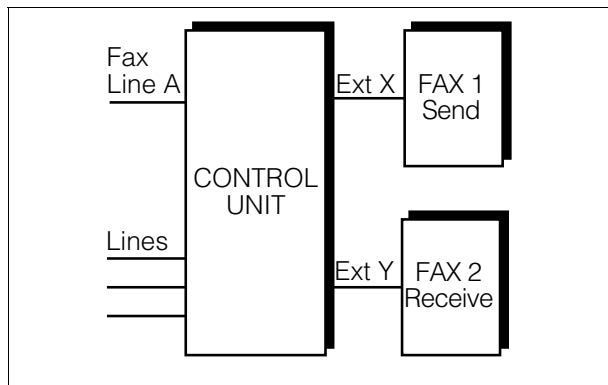 Fax
Line A
Ext X
FAX 1
Send
CONTROL
UNIT
Lines
Ext Y
FAX 2
Receive